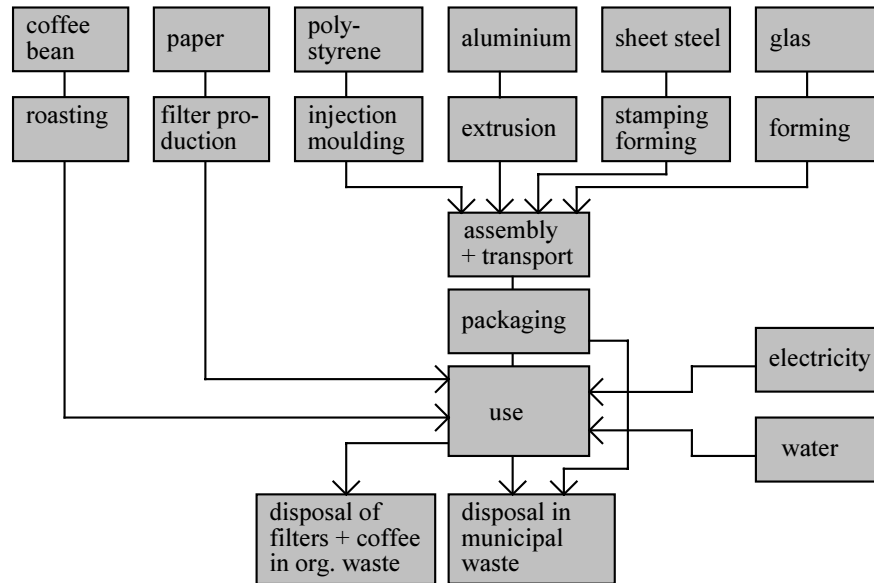 coffee
bean
paper
poly-
styrene
aluminium
sheet steel
glas
roasting
filter pro-
duction
injection
moulding
extrusion
stamping
forming
forming
assembly
+ transport
packaging
electricity
use
water
disposal of
filters + coffee
in org. waste
disposal in
municipal
waste